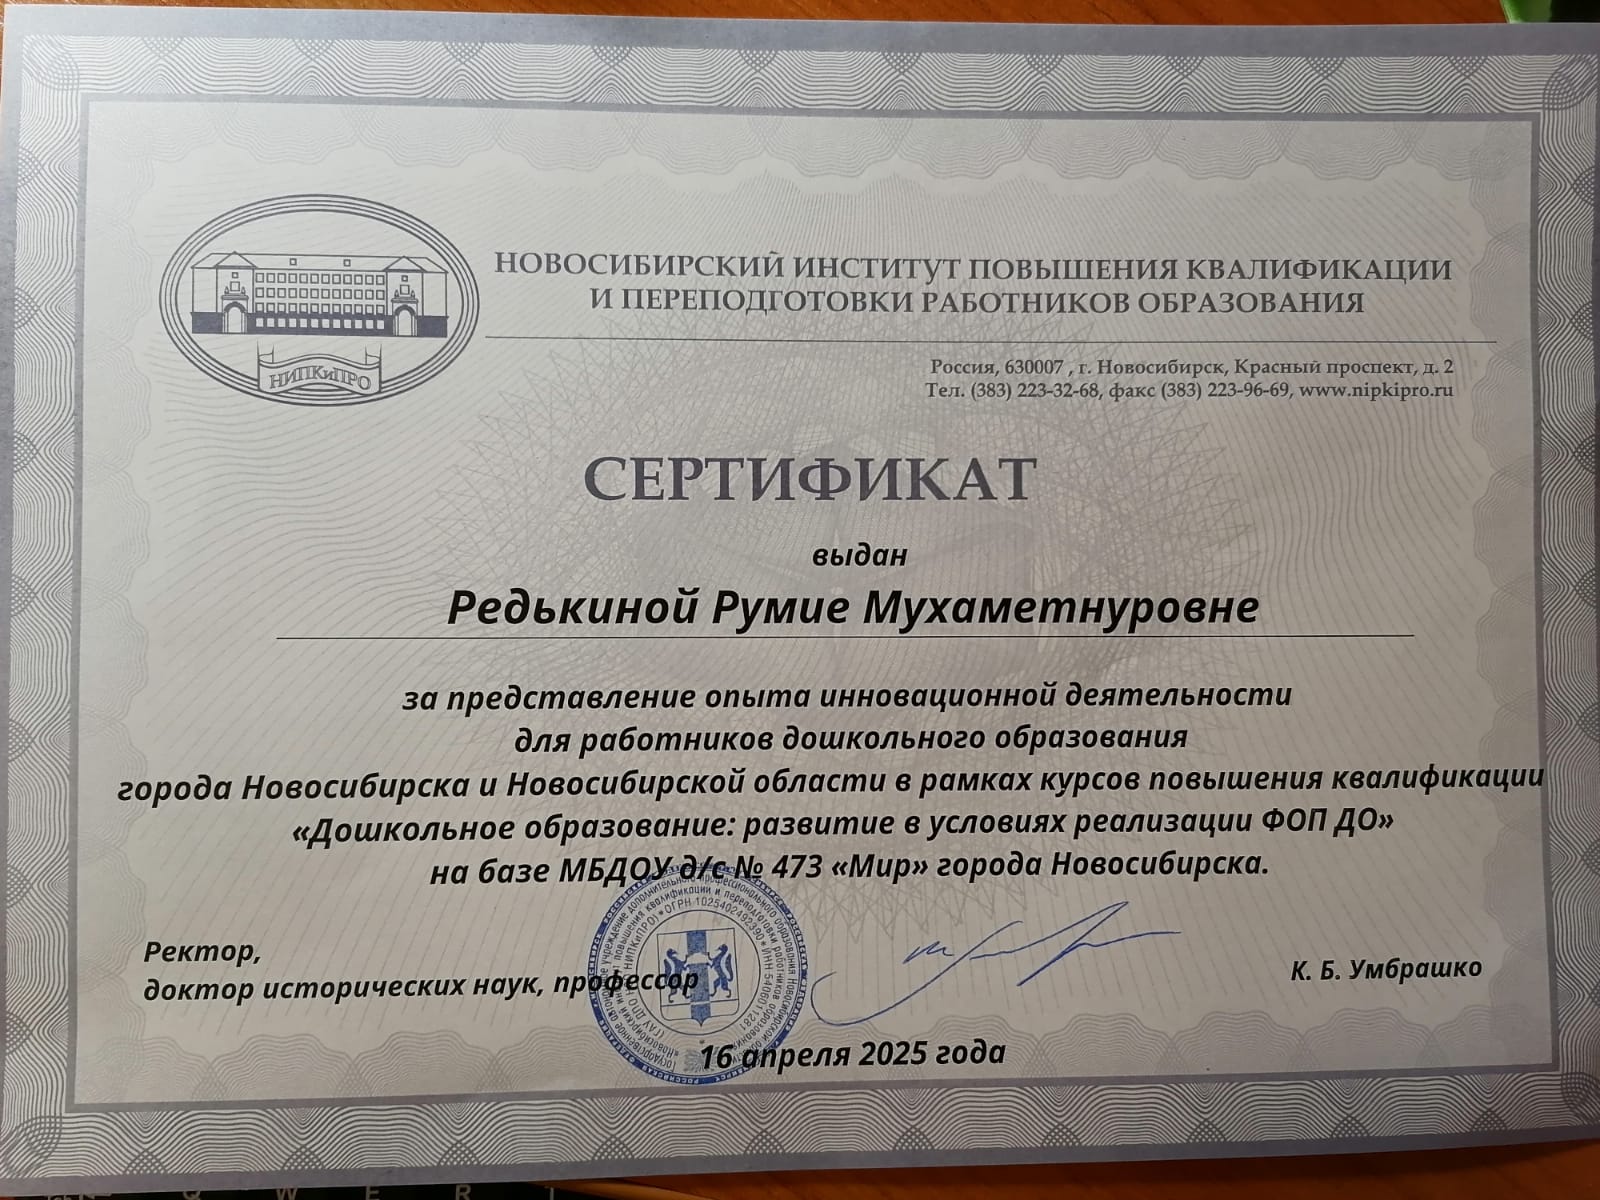 НОВОСИБИРСКИЙ ИНСТИТУТ ПОВЫШЕНИЯ КВАЛИФИКАЦИИ
И ПЕРЕПОДГОТОВКИ РАБОТНИКОВ ОБРАЗОВАНИЯ
НИПКиПРО
Россия, 630007 , г. Новосибирск, Красный проспект, д. 2
Тел. (383) 223-32-68, факс (383) 223-96-69, www.nipkipro.ru
СЕРТИФИКАТ
выдан
Редькиной Румие Мухаметнуровне
за представление опыта инновационной деятельности
для работников дошкольного образования
города Новосибирска и Новосибирской области в рамках курсов повышения квалификации
«Дошкольное образование: развитие в условиях реализации ФОП ДО»
на базе МБДОУ д/с № 473 «Мир» города Новосибирска.
Ректор,
доктор исторических наук, профессор
К. Б. Умбрашко
16 апреля 2025 года
Q W E R